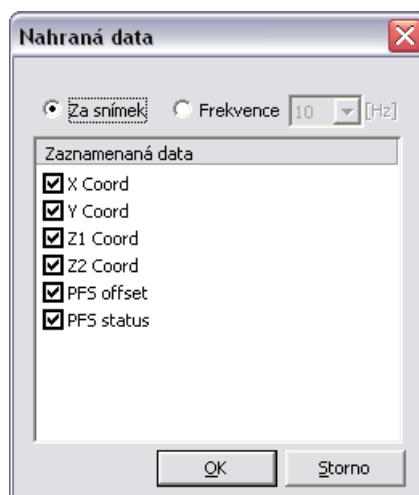 Nahraná data
Za snímek Frekvence 10 [Hz]
Zaznamenaná data
X Coord
Y Coord
Z1 Coord
Z2 Coord
PFS offset
PFS status
OK Storno